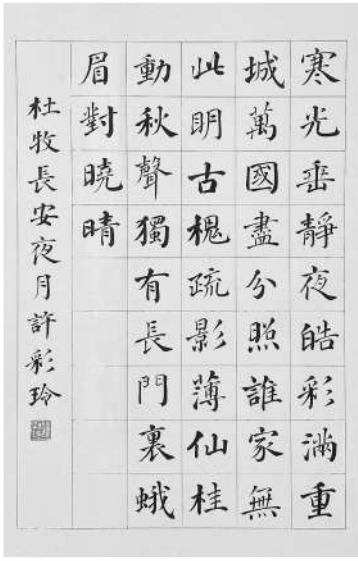 寒光垂靜夜皓彩滿重
城萬國盡分照誰家無
此明古槐疏影薄仙桂
動秋聲獨有長門裏蛾
眉對曉晴
杜牧長安夜月許彩玲